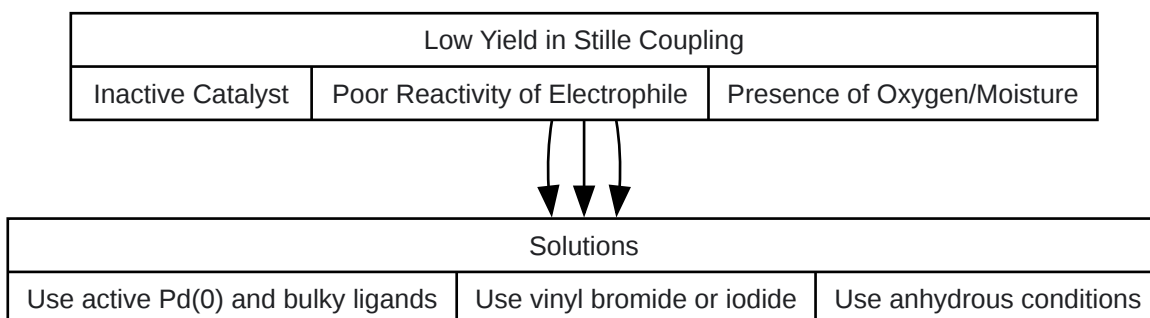 Low Yield in Stille Coupling
Inactive Catalyst
Poor Reactivity of Electrophile
Presence of Oxygen/Moisture
Solutions
Use active Pd(0) and bulky ligands
Use vinyl bromide or iodide
Use anhydrous conditions